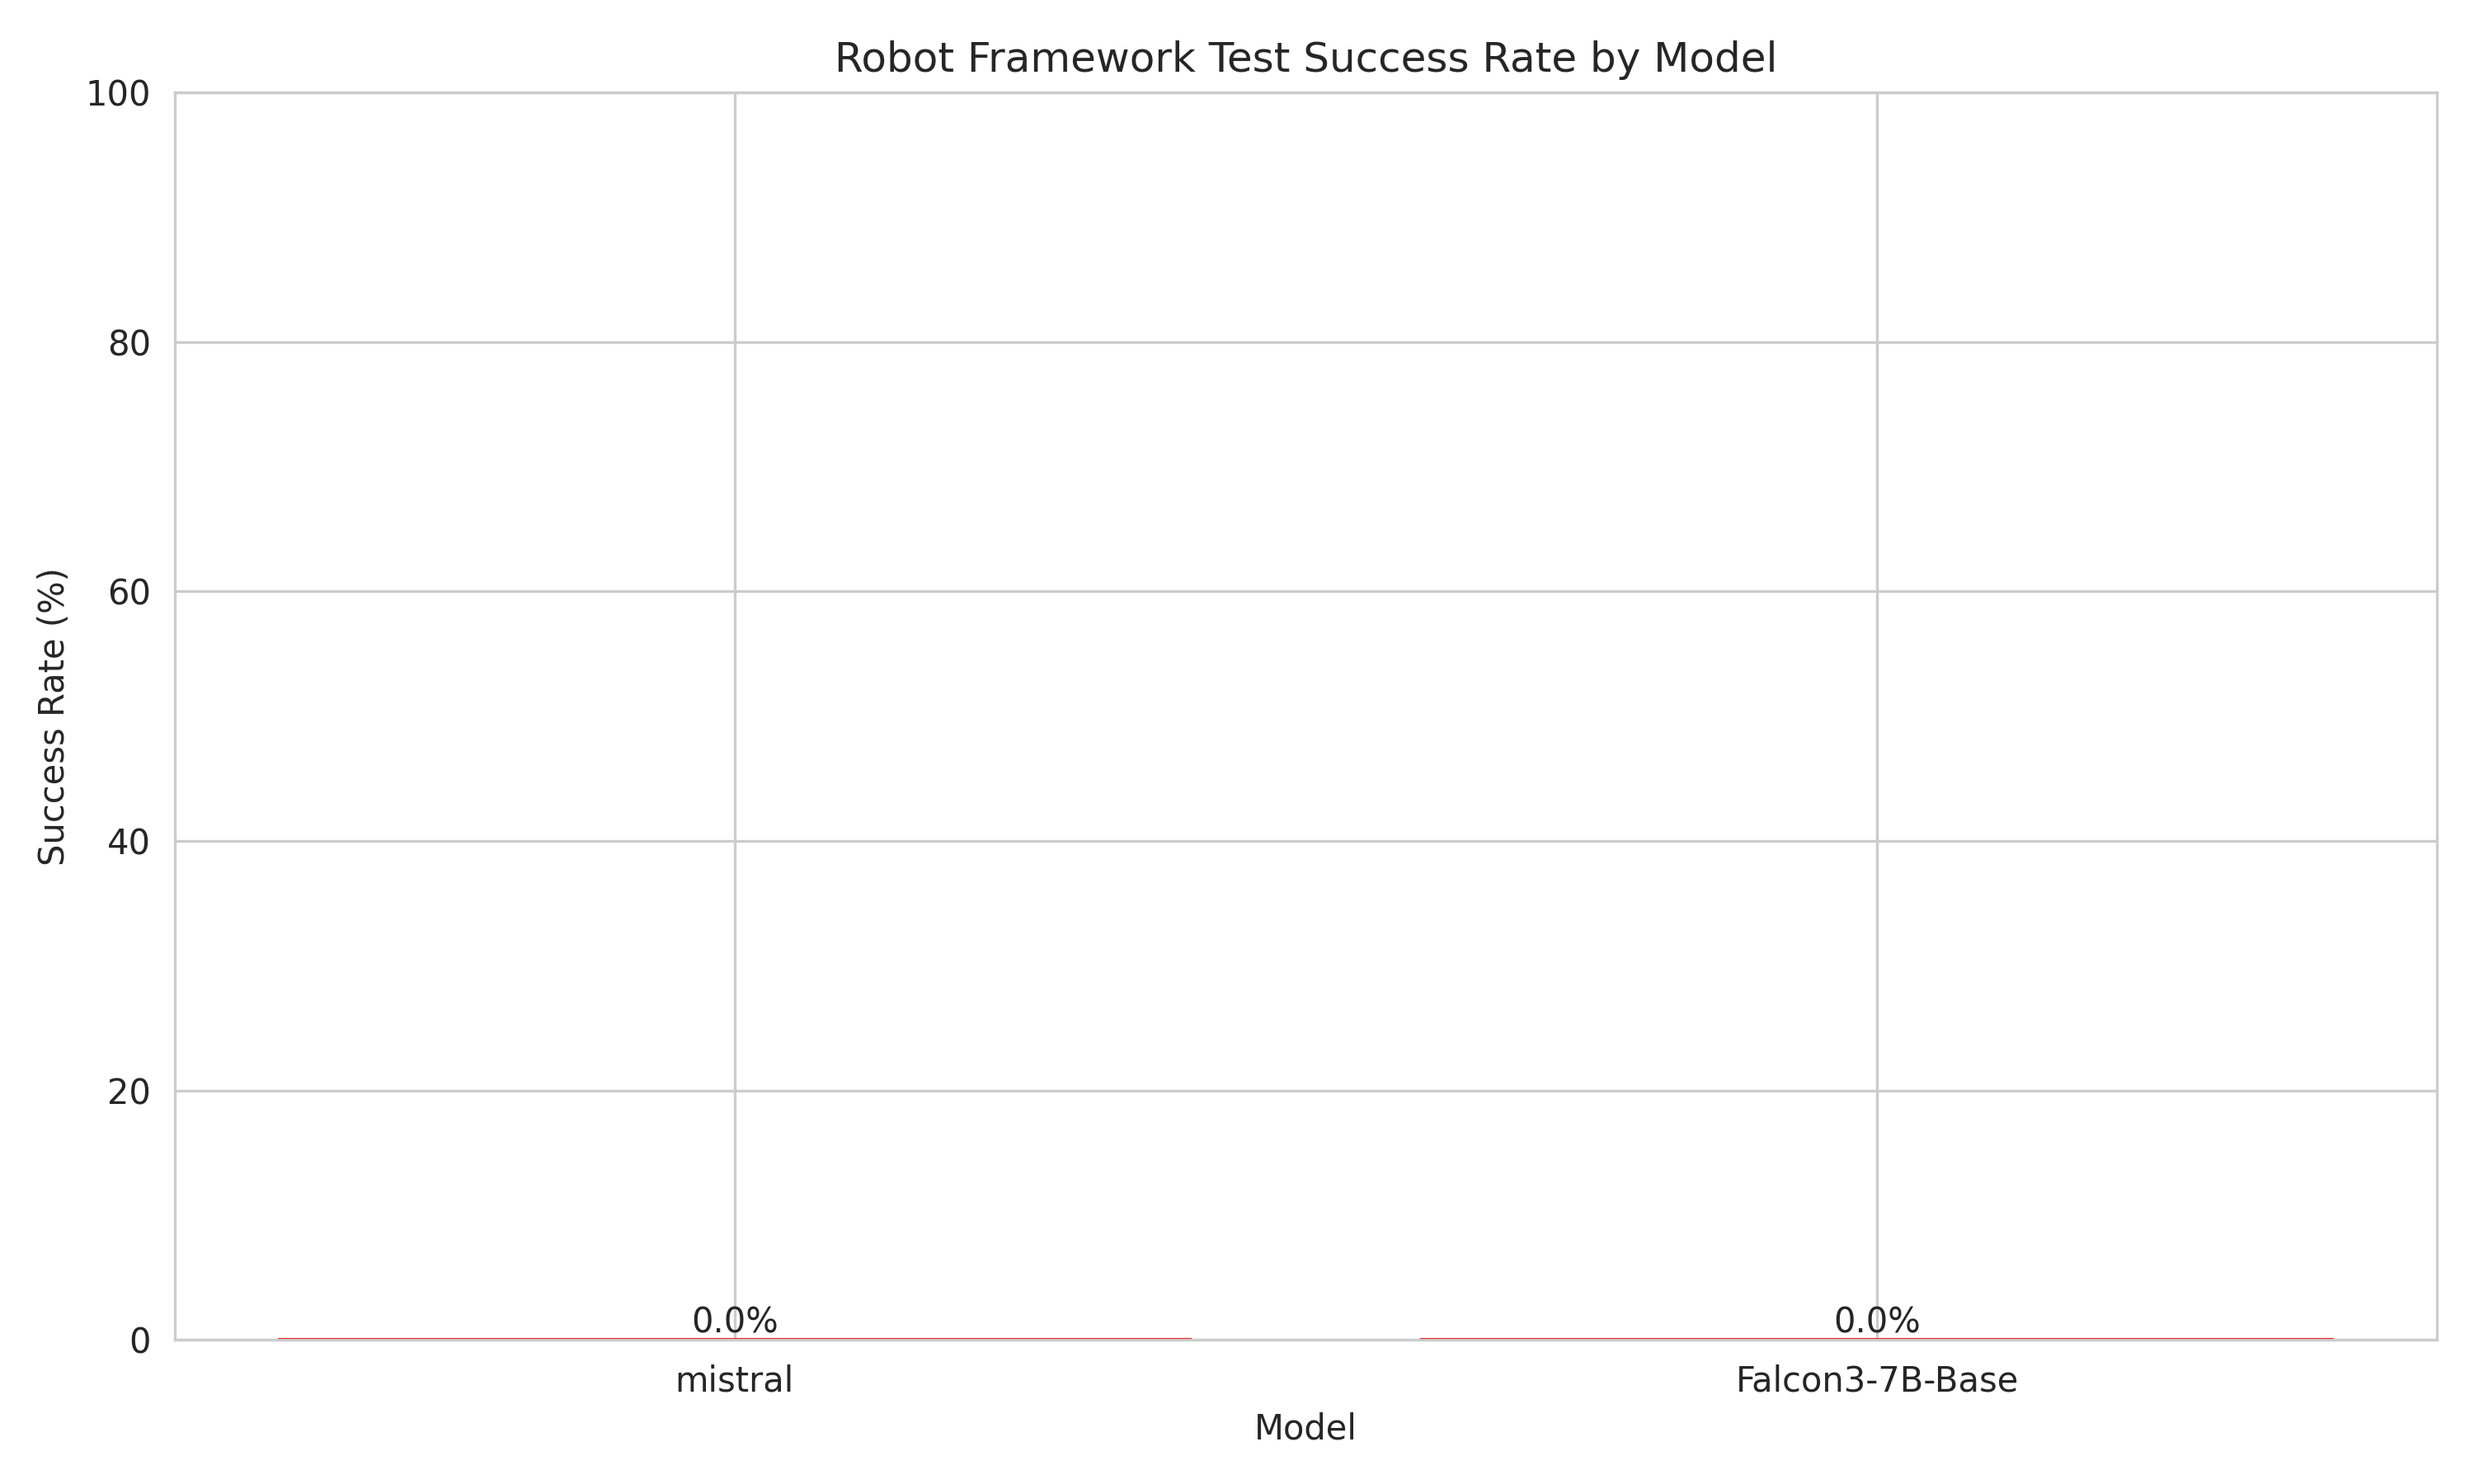 Robot Framework Test Success Rate by Model
100
80
60
40
20
0
Success Rate (%)
0.0%
0.0%
mistral
Falcon3-7B-Base
Model